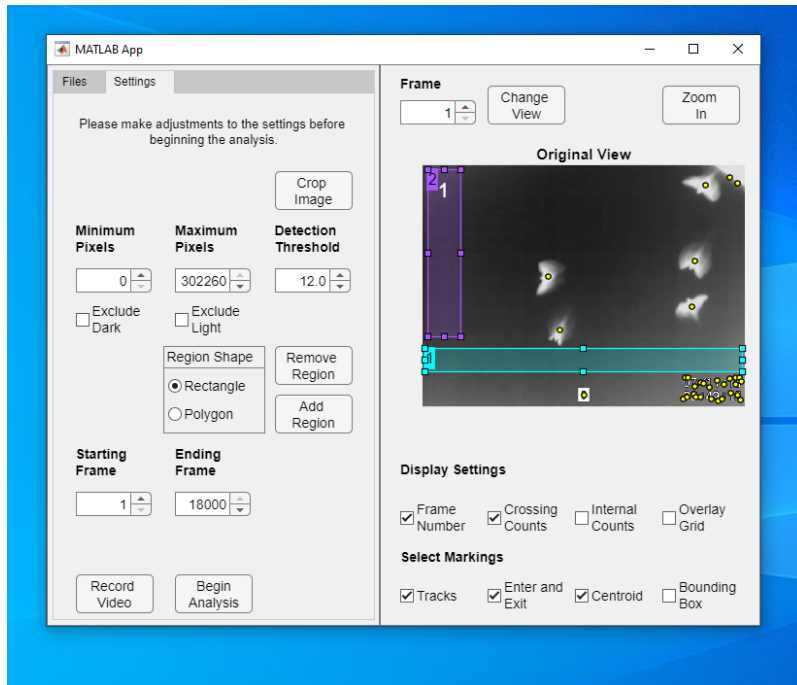 MATLAB App
Files Settings
Please make adjustments to the settings before
beginning the analysis.
Crop
Image
Minimum
Pixels
Maximum
Pixels
Detection
Threshold
0
302260
12.0
Exclude
Dark
Exclude
Light
Region Shape
Rectangle
Polygon
Remove
Region
Add
Region
Starting
Frame
Ending
Frame
1
18000
Record
Video
Begin
Analysis
Frame
1
Change
View
Zoom
In
Original View
2
1
1
Display Settings
Frame
Number
Crossing
Counts
Internal
Counts
Overlay
Grid
Select Markings
Tracks
Enter and
Exit
Centroid
Bounding
Box